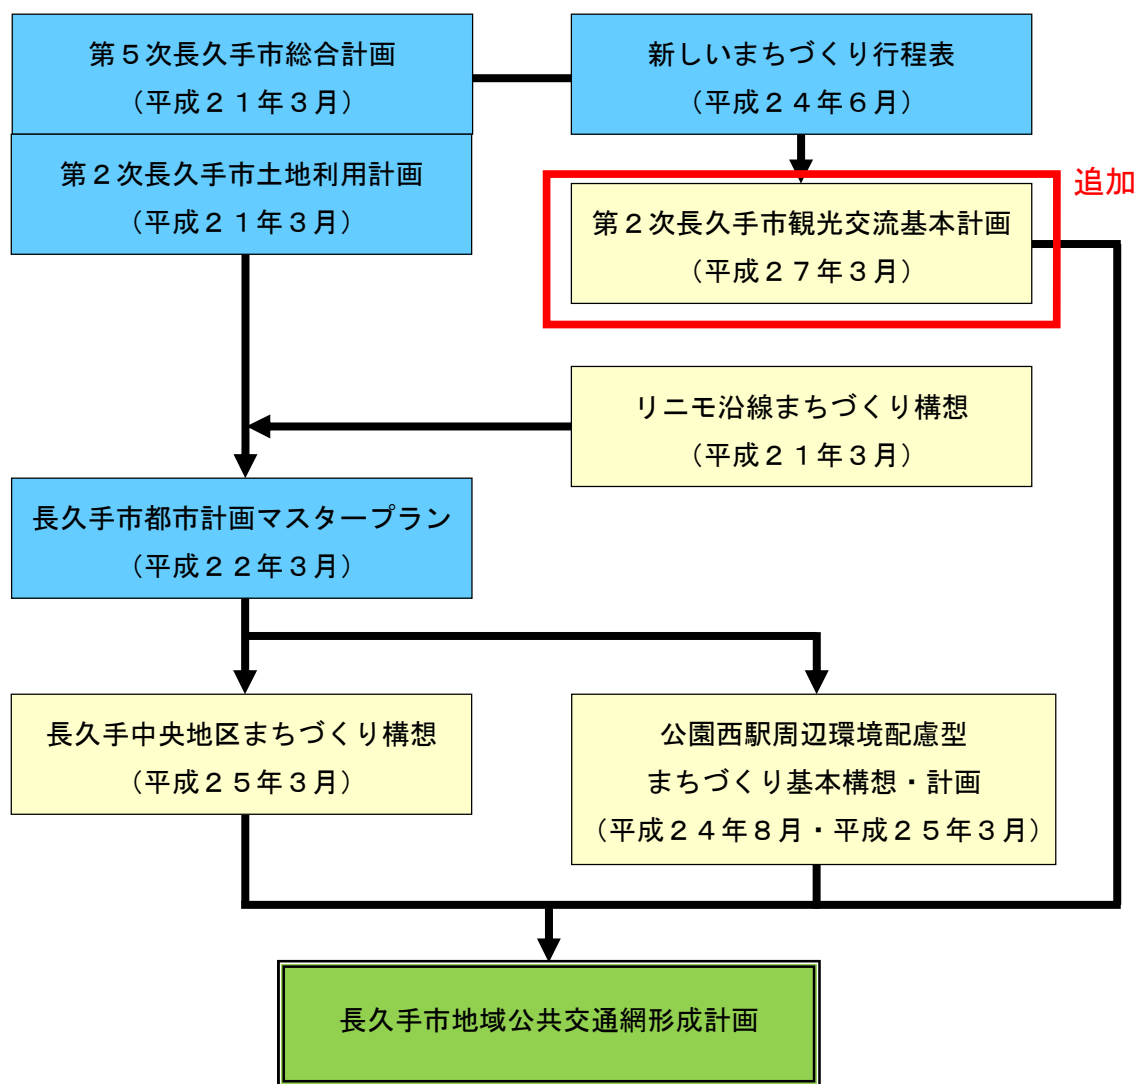 第５次長久手市総合計画
（平成２１年３月）
新しいまちづくり行程表
（平成２４年６月）
第２次長久手市土地利用計画
（平成２１年３月）
追加
第２次長久手市観光交流基本計画
（平成２７年３月）
リニモ沿線まちづくり構想
（平成２１年３月）
長久手市都市計画マスタープラン
（平成２２年３月）
長久手中央地区まちづくり構想
（平成２５年３月）
公園西駅周辺環境配慮型
まちづくり基本構想・計画
（平成２４年８月・平成２５年３月）
長久手市地域公共交通網形成計画